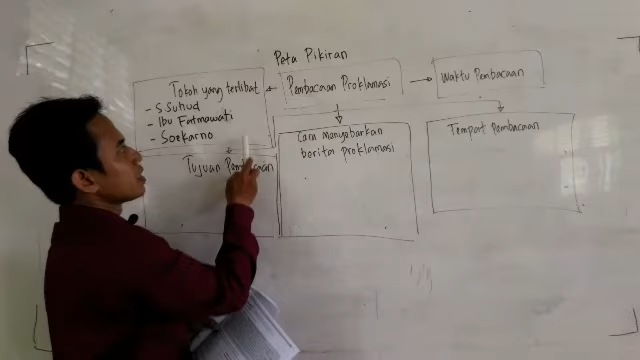 Peta Pikiran
Tokoh yang terlibat
- S.Suhud
- Ibu Fatmawati
- Soekarno
Pembacaan Proklamasi
Waktu Pembacaan
Tujuan Pembacaan
Cara Menyebarkan
berita proklamasi
Tempat Pembacaan